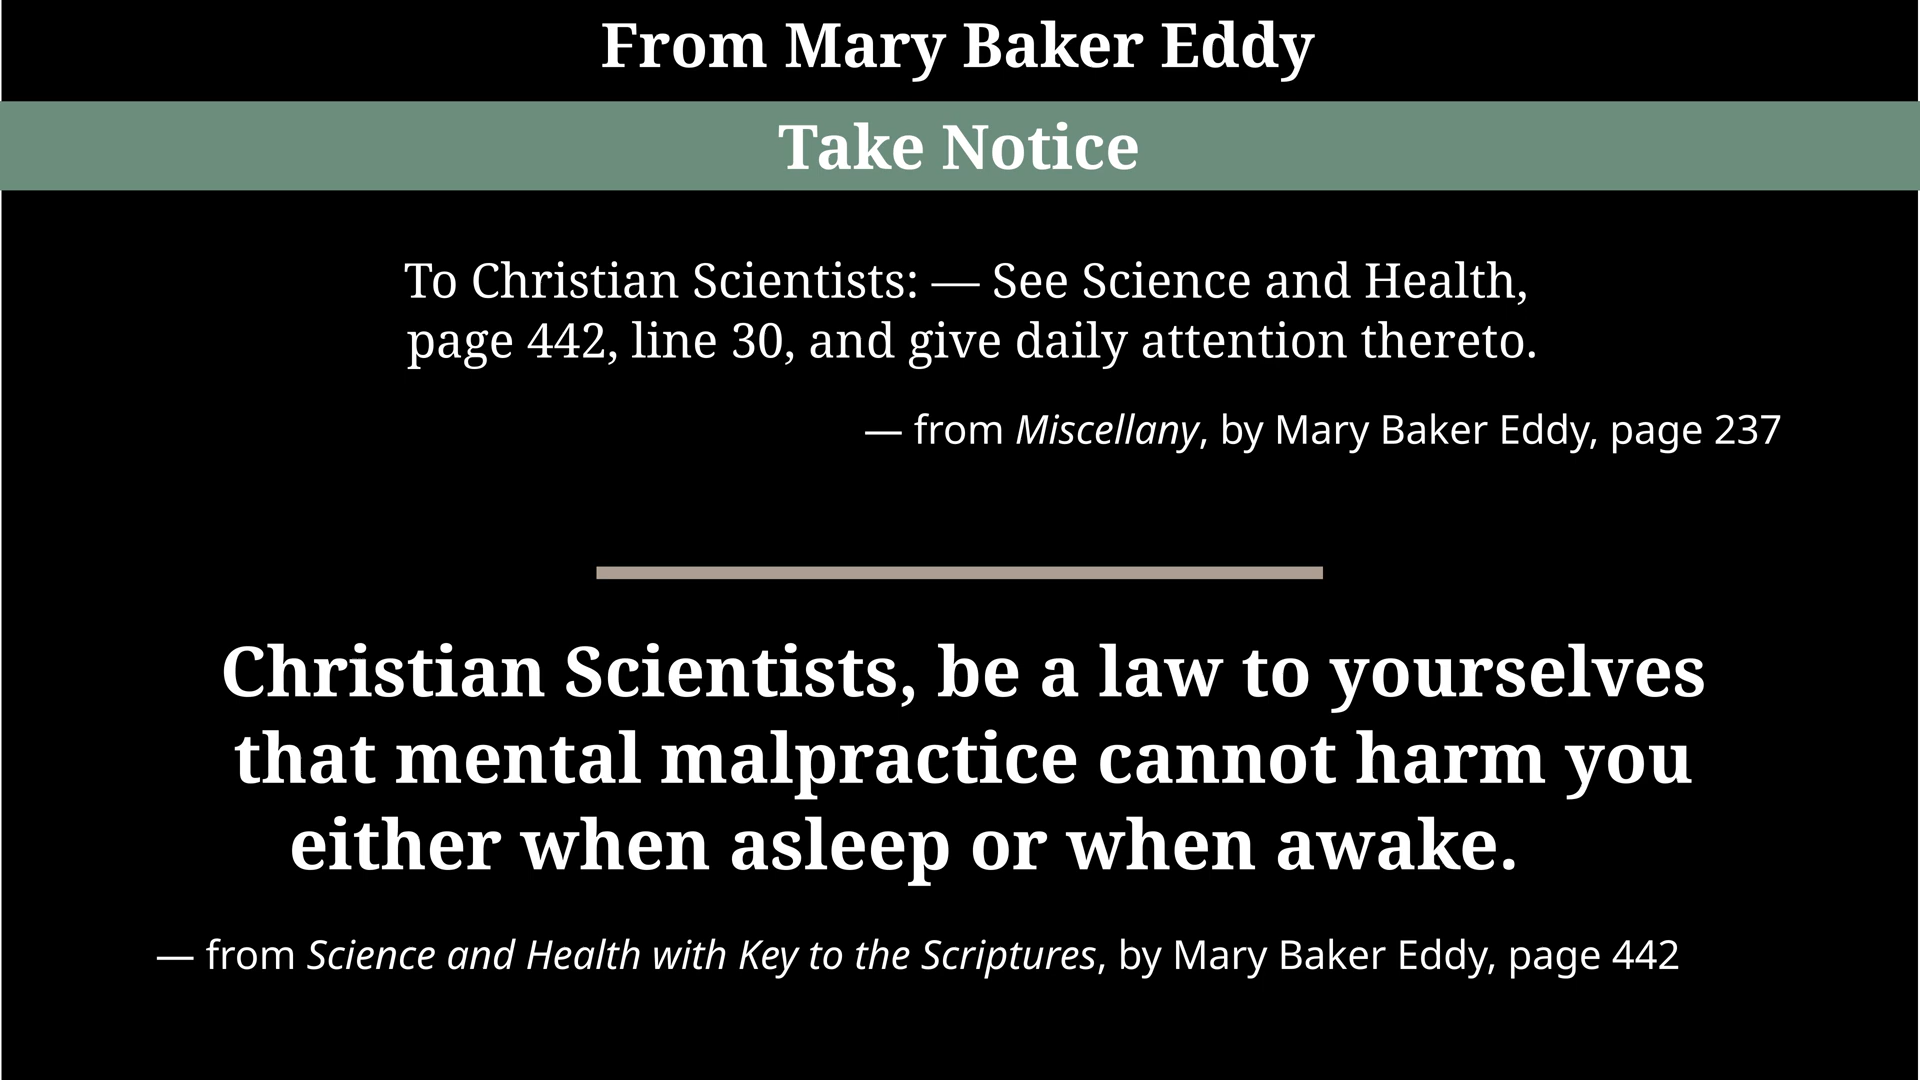 From Mary Baker Eddy
Take Notice
To Christian Scientists: — See Science and Health,
page 442, line 30, and give daily attention thereto.
— from Miscellany, by Mary Baker Eddy, page 237
Christian Scientists, be a law to yourselves
that mental malpractice cannot harm you
either when asleep or when awake.
— from Science and Health with Key to the Scriptures, by Mary Baker Eddy, page 442